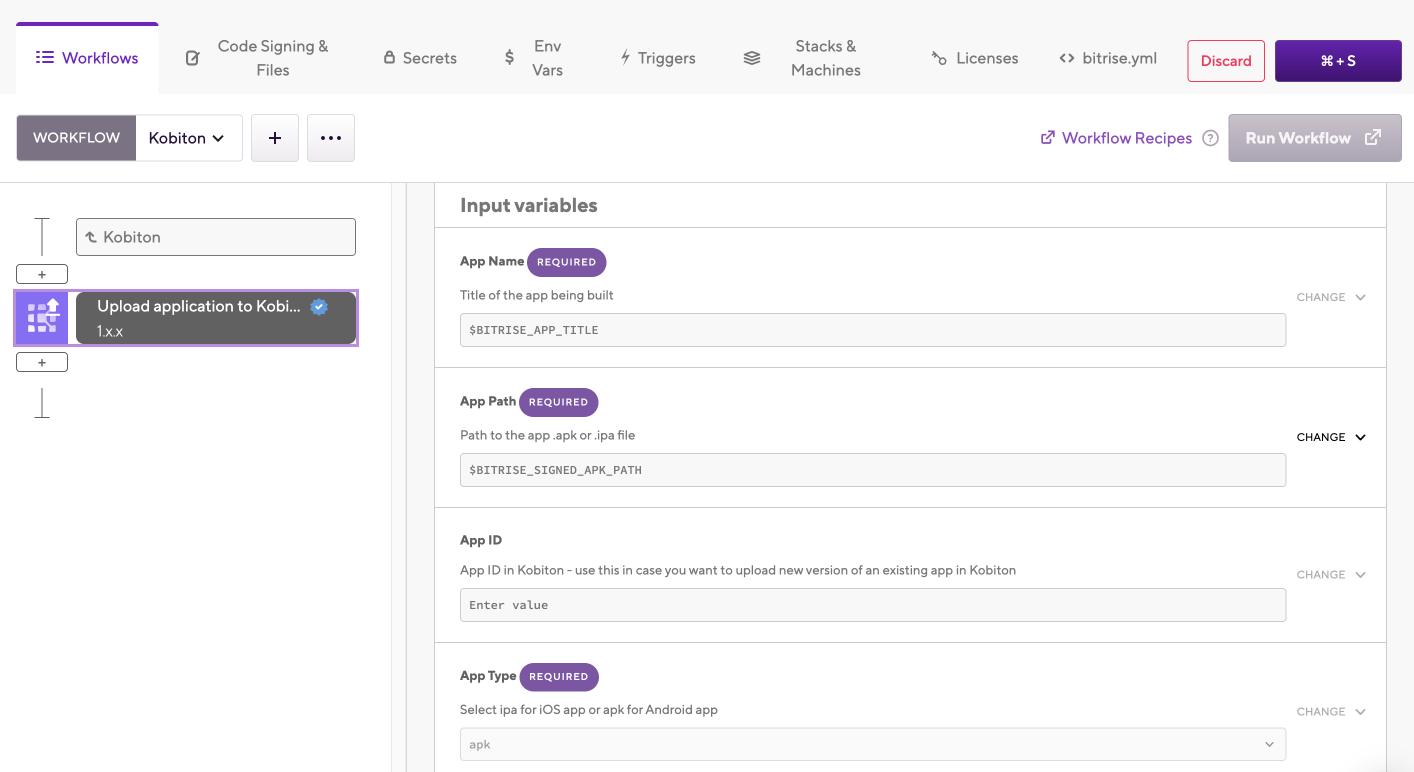 Workflows
Code Signing &
Files
Secrets
Env
Vars
Triggers
Stacks &
Machines
Licenses
bitrise.yml
Discard
⌘ + S
WORKFLOW
Kobiton
+
...
Workflow Recipes
?
Run Workflow
Kobiton
+
Upload application to Kobi...
1.x.x
+
Input variables
App Name REQUIRED
Title of the app being built
CHANGE
$BITRISE_APP_TITLE
App Path REQUIRED
Path to the app .apk or .ipa file
CHANGE
$BITRISE_SIGNED_APK_PATH
App ID
App ID in Kobiton - use this in case you want to upload new version of an existing app in Kobiton
CHANGE
Enter value
App Type REQUIRED
Select ipa for iOS app or apk for Android app
CHANGE
apk